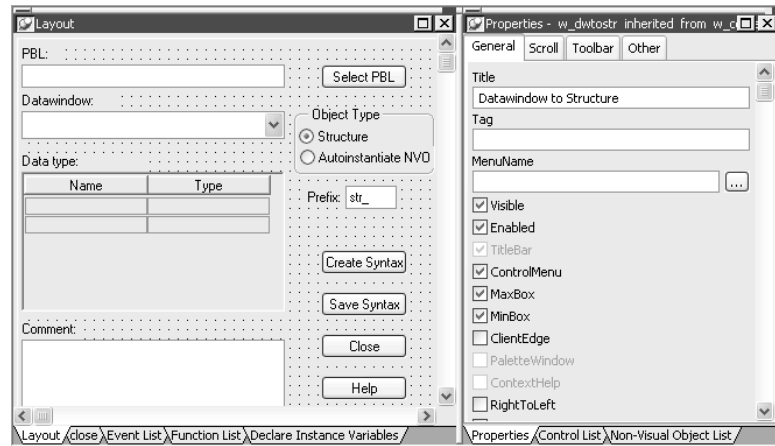 Layout
PBL:
Select PBL
Datawindow:
Object Type
Structure
Autoinstantiate NVO
Data type:
Name Type
Prefix: str_
Create Syntax
Save Syntax
Comment:
Close
Help
Layout close Event List Function List Declare Instance Variables
Properties - w_dwtostr inherited from w_c
General Scroll Toolbar Other
Title
Datawindow to Structure
Tag
MenuName
...
Visible
Enabled
TitleBar
ControlMenu
MaxBox
MinBox
ClientEdge
PaletteWindow
ContextHelp
RightToLeft
Properties Control List Non-Visual Object List